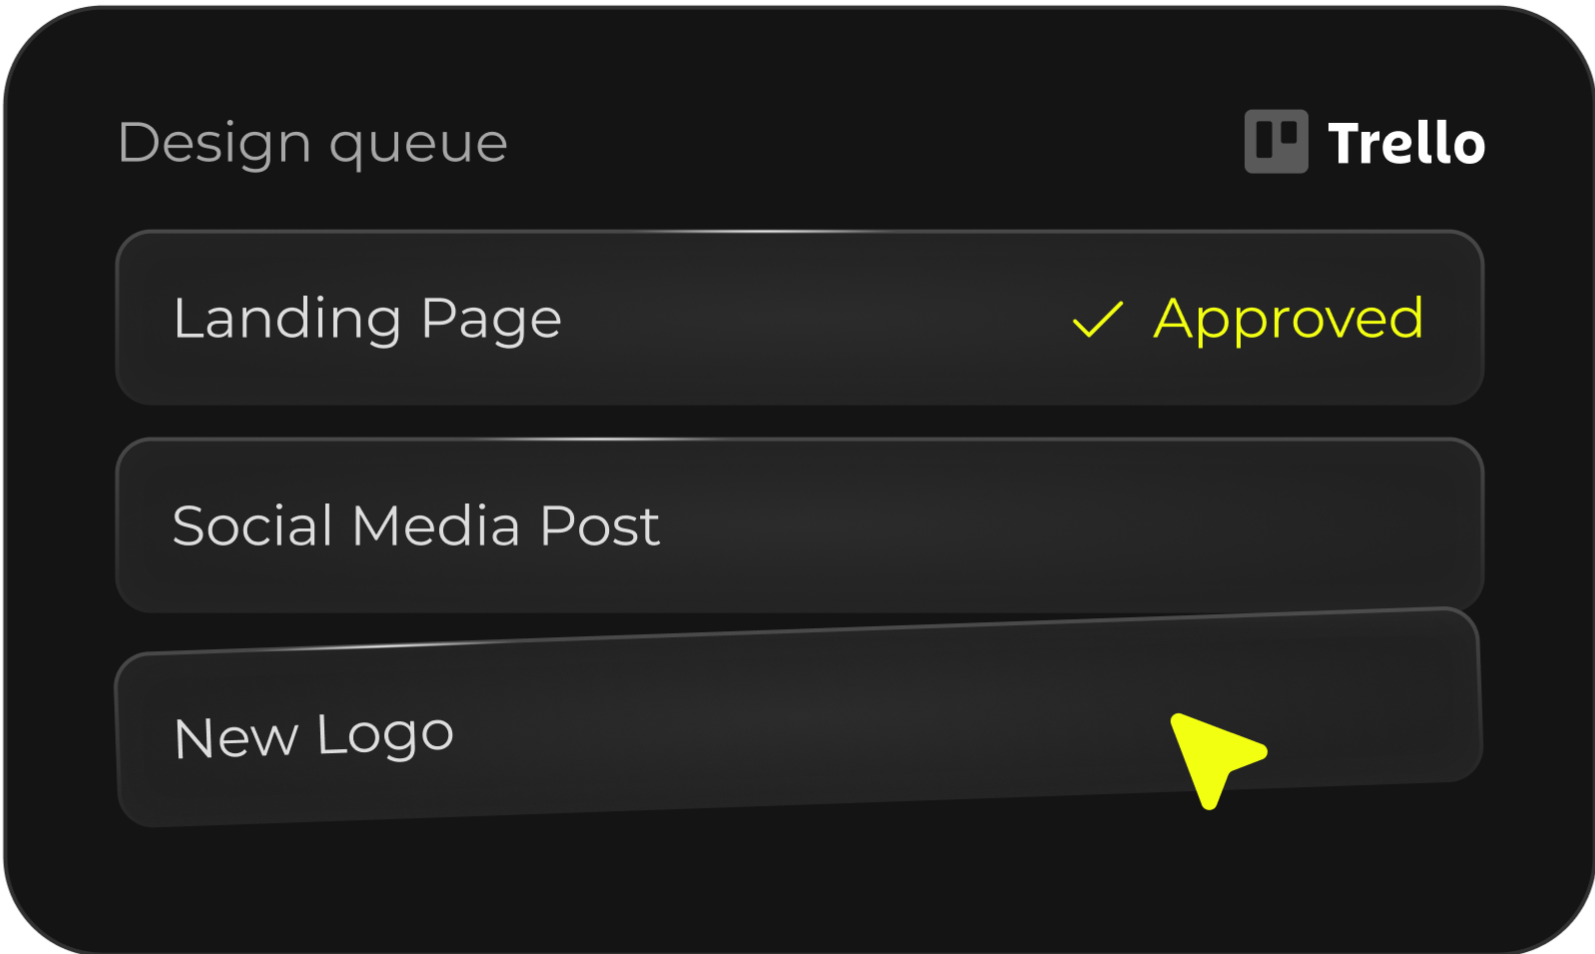 Design queue
Trello
Landing Page
Approved
Social Media Post
New Logo